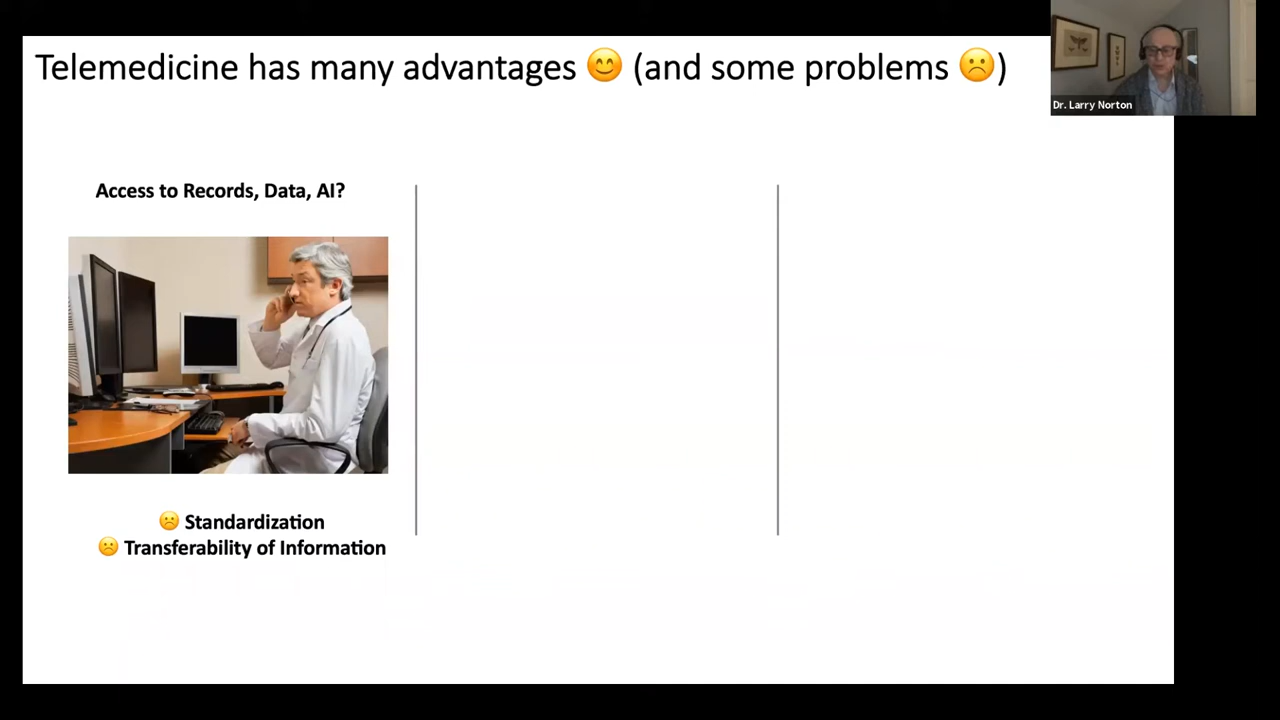 Telemedicine has many advantages 😊 (and some problems ☹️)
Dr. Larry Norton
Access to Records, Data, AI?
☹️ Standardization
☹️ Transferability of Information